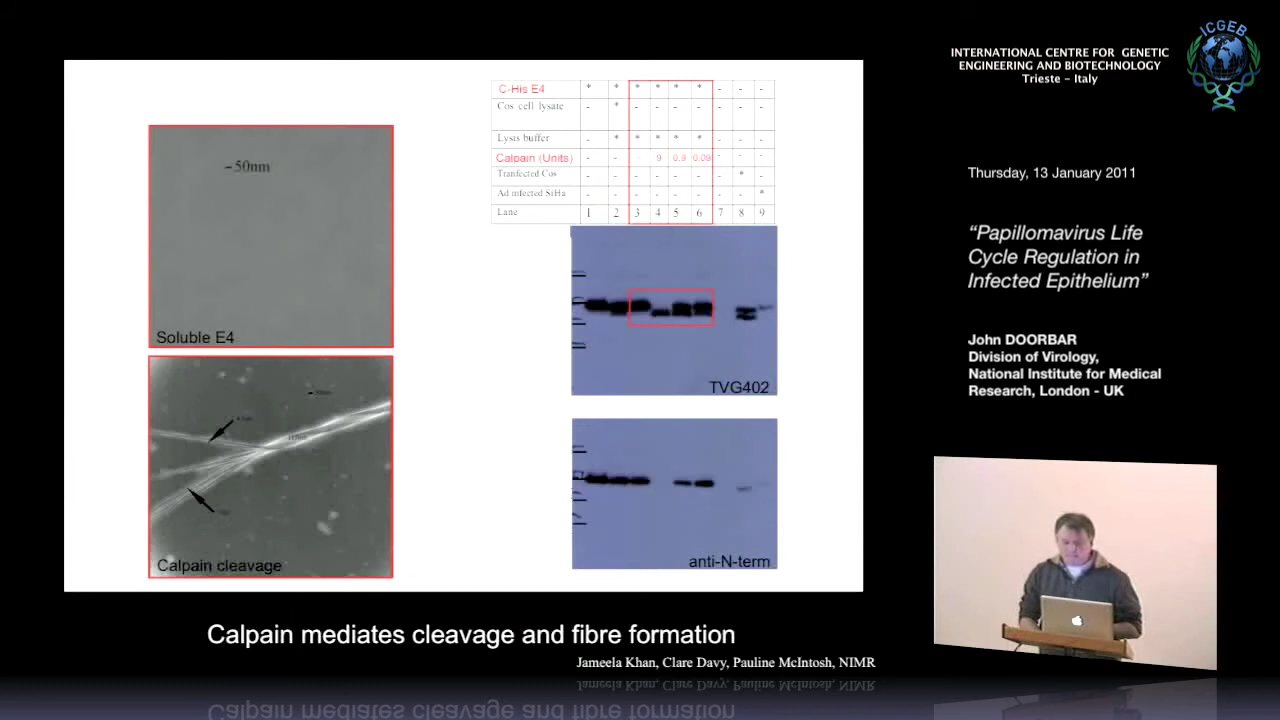 ~50nm
Soluble E4
Calpain cleavage
C-His E4 * * * * * * - - -
Cos cell lysate - * - - - - - - -
Lysis buffer - * * * * * - - -
Calpain (Units) - - - 9 0.9 0.09 - - -
Tranfected Cos - - - - - - - * -
Ad infected SiHa - - - - - - - - *
Lane 1 2 3 4 5 6 7 8 9
TVG402
anti-N-term
Calpain mediates cleavage and fibre formation
Jameela Khan, Clare Davy, Pauline McIntosh, NIMR
ICGEB
INTERNATIONAL CENTRE FOR GENETIC
ENGINEERING AND BIOTECHNOLOGY
Trieste – Italy
Thursday, 13 January 2011
“Papillomavirus Life
Cycle Regulation in
Infected Epithelium”
John DOORBAR
Division of Virology,
National Institute for Medical
Research, London - UK